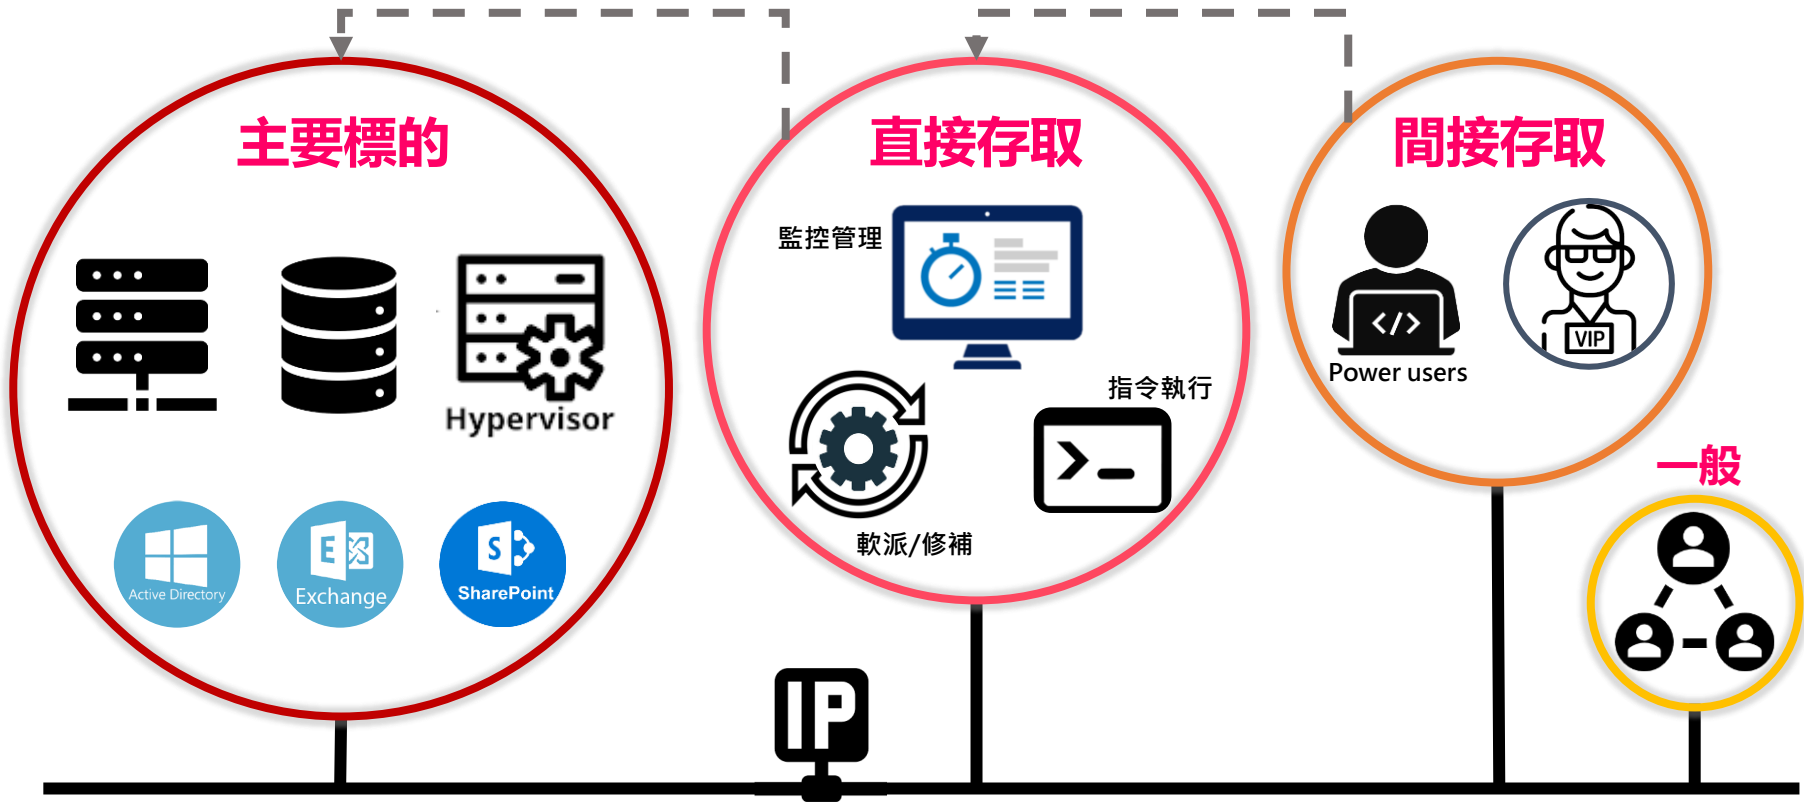 主要標的
Hypervisor
Active Directory
E
Exchange
S
SharePoint
直接存取
監控管理
指令執行
軟派/修補
間接存取
</>
VIP
Power users
一般
IP